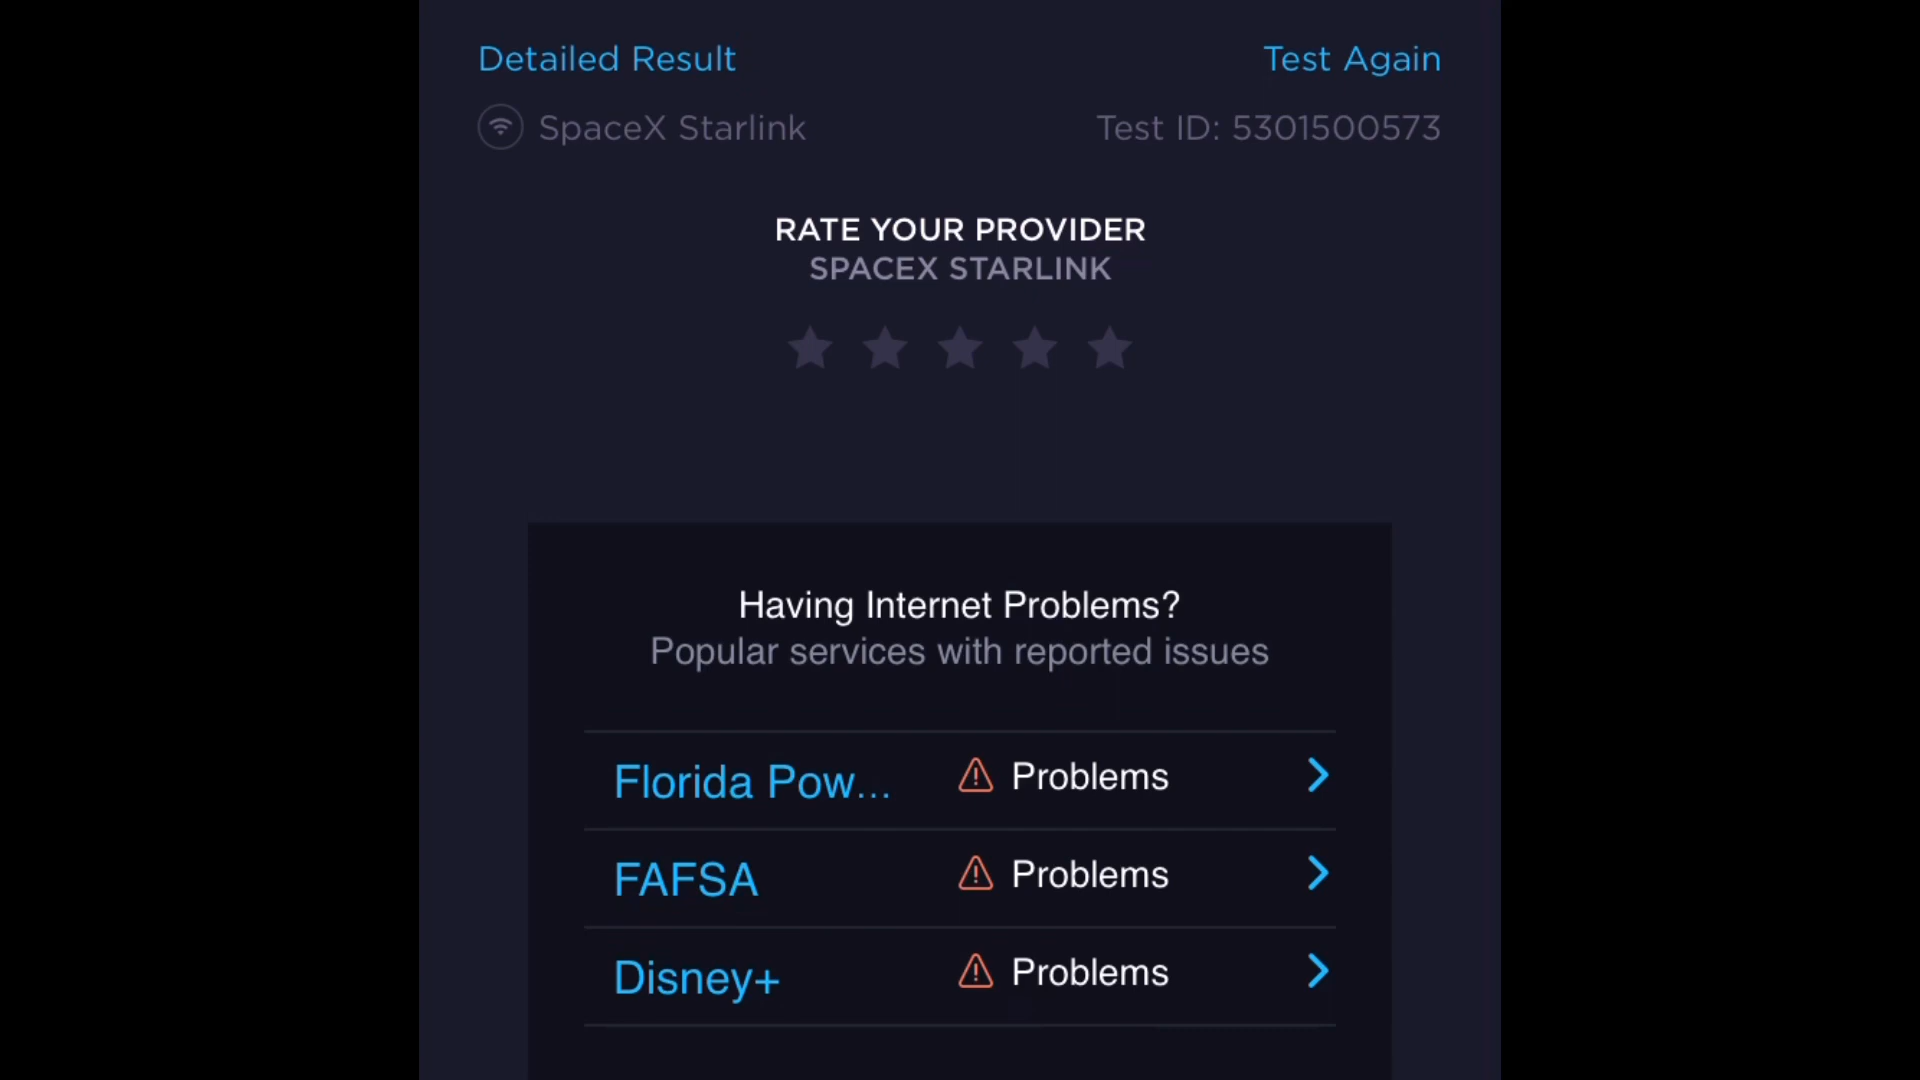 Detailed Result
Test Again
SpaceX Starlink
Test ID: 5301500573
RATE YOUR PROVIDER
SPACEX STARLINK
Having Internet Problems?
Popular services with reported issues
Florida Pow... Problems
FAFSA Problems
Disney+ Problems